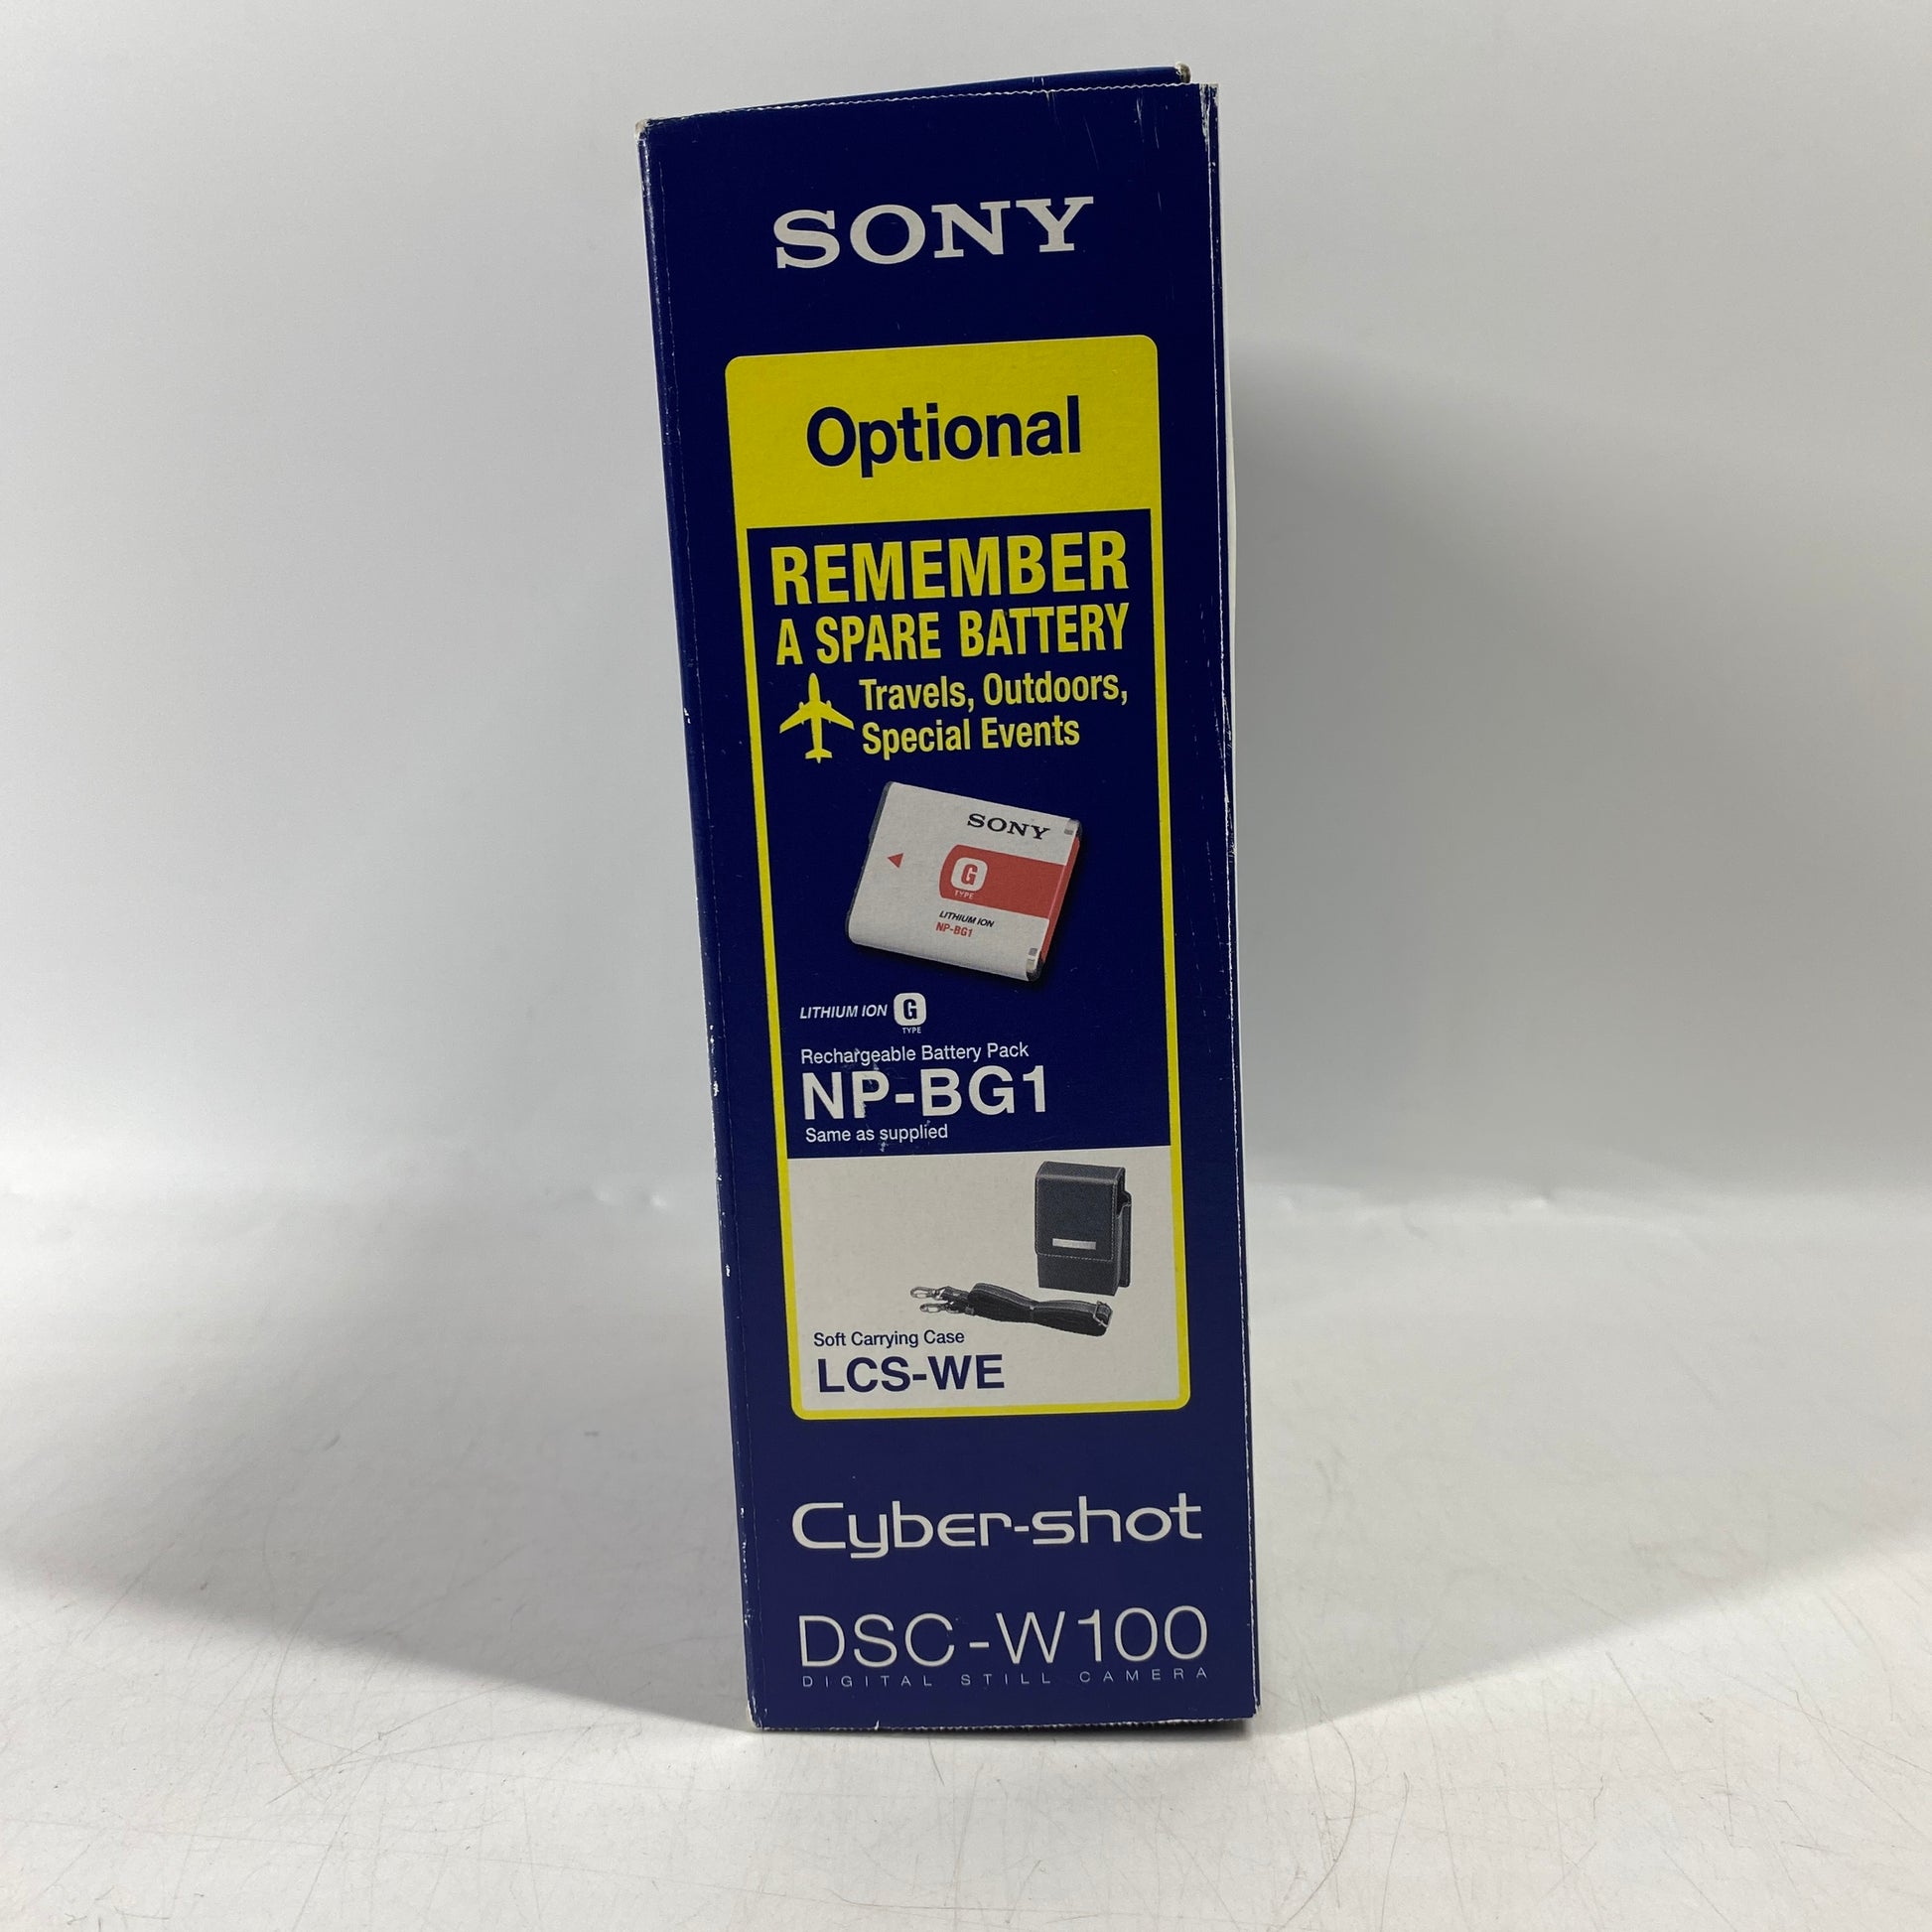 SONY
Optional
REMEMBER
A SPARE BATTERY
Travels, Outdoors,
Special Events
SONY
G
TYPE
LITHIUM ION
NP-BG1
LITHIUM ION G
TYPE
Rechargeable Battery Pack
NP-BG1
Same as supplied
Soft Carrying Case
LCS-WE
Cyber-shot
DSC-W100
DIGITAL STILL CAMERA